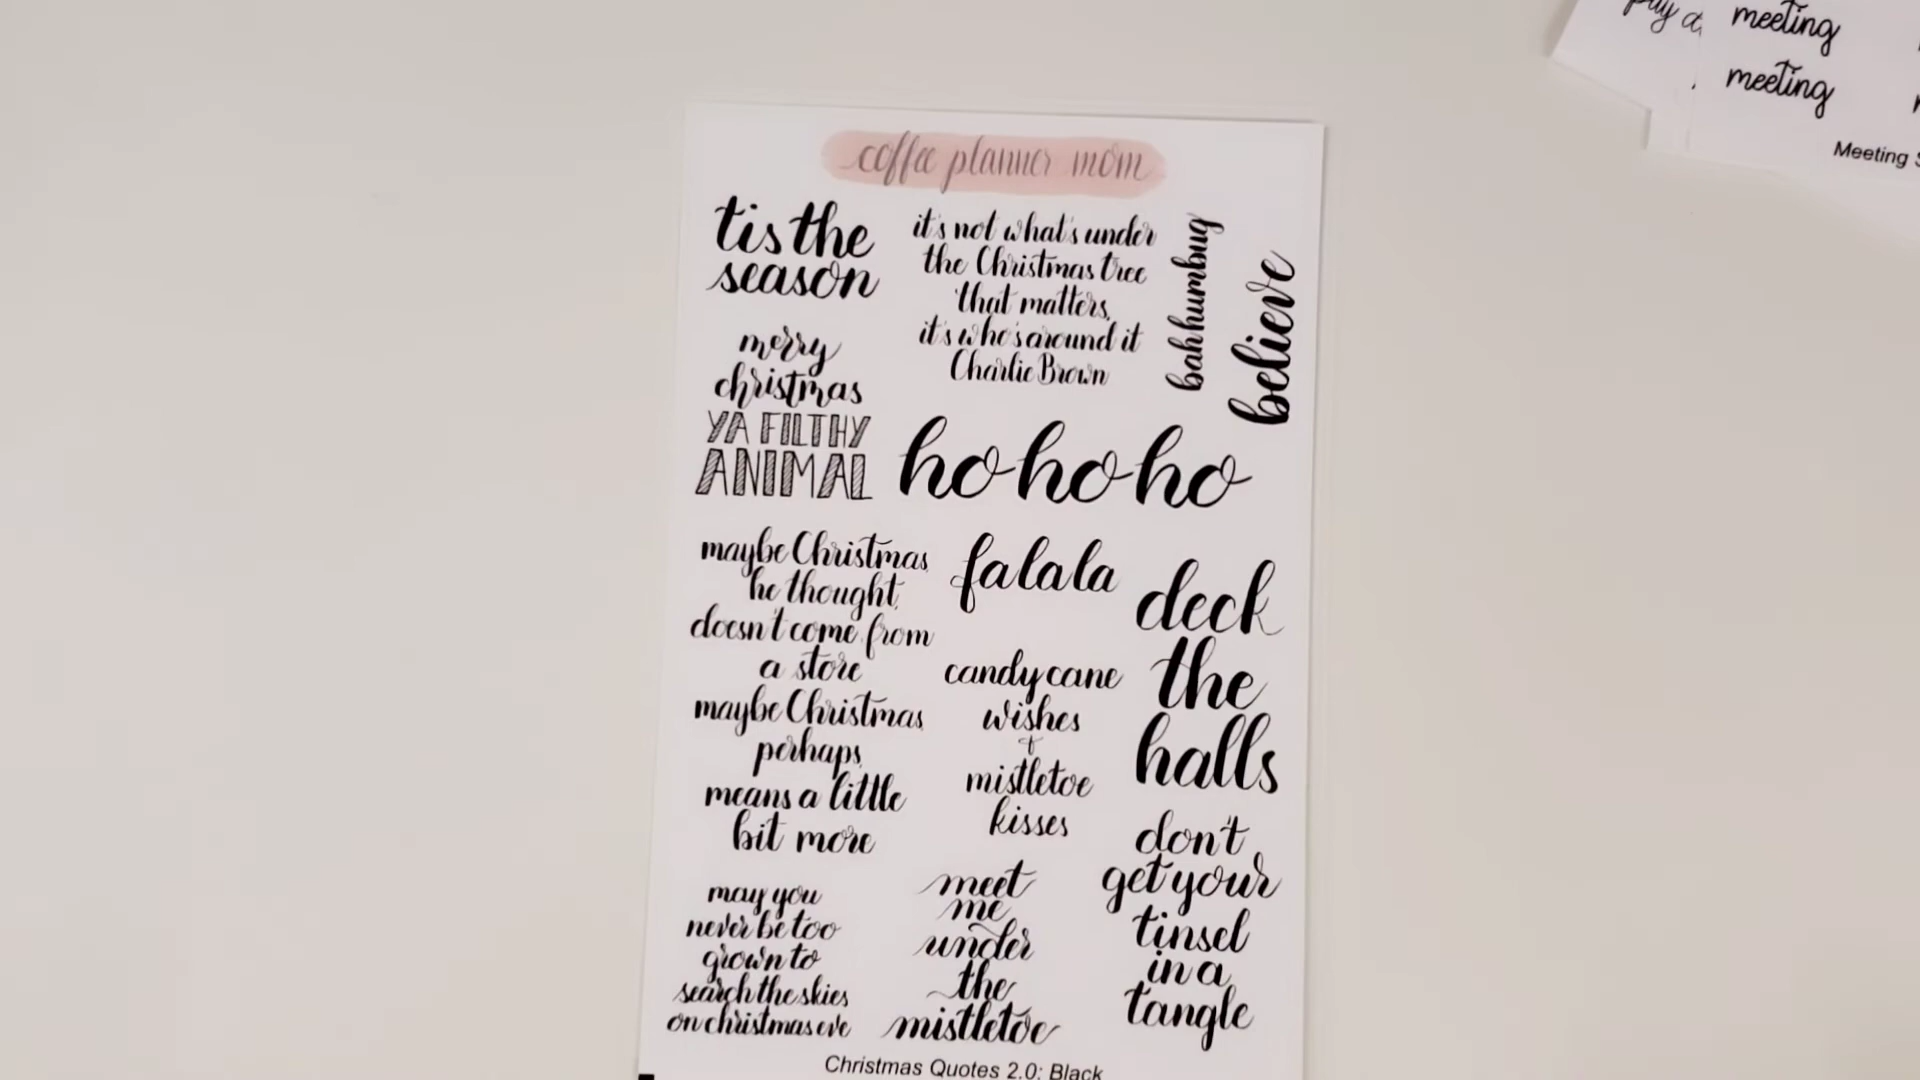 coffee planner mom
tis the
season
it's not what's under
the Christmas tree
that matters,
it's who's around it
Charlie Brown
bah humbug
believe
merry
christmas
YA FILTHY
ANIMAL
ho ho ho
maybe Christmas,
he thought,
doesn't come from
a store
maybe Christmas,
perhaps,
means a little
bit more
falala
candy cane
wishes
+
mistletoe
kisses
deck
the
halls
may you
never be too
grown to
search the skies
on christmas eve
meet
me
under
the
mistletoe
don't
get your
tinsel
in a
tangle
Christmas Quotes 2.0: Black
pay
meeting
meeting
Meeting